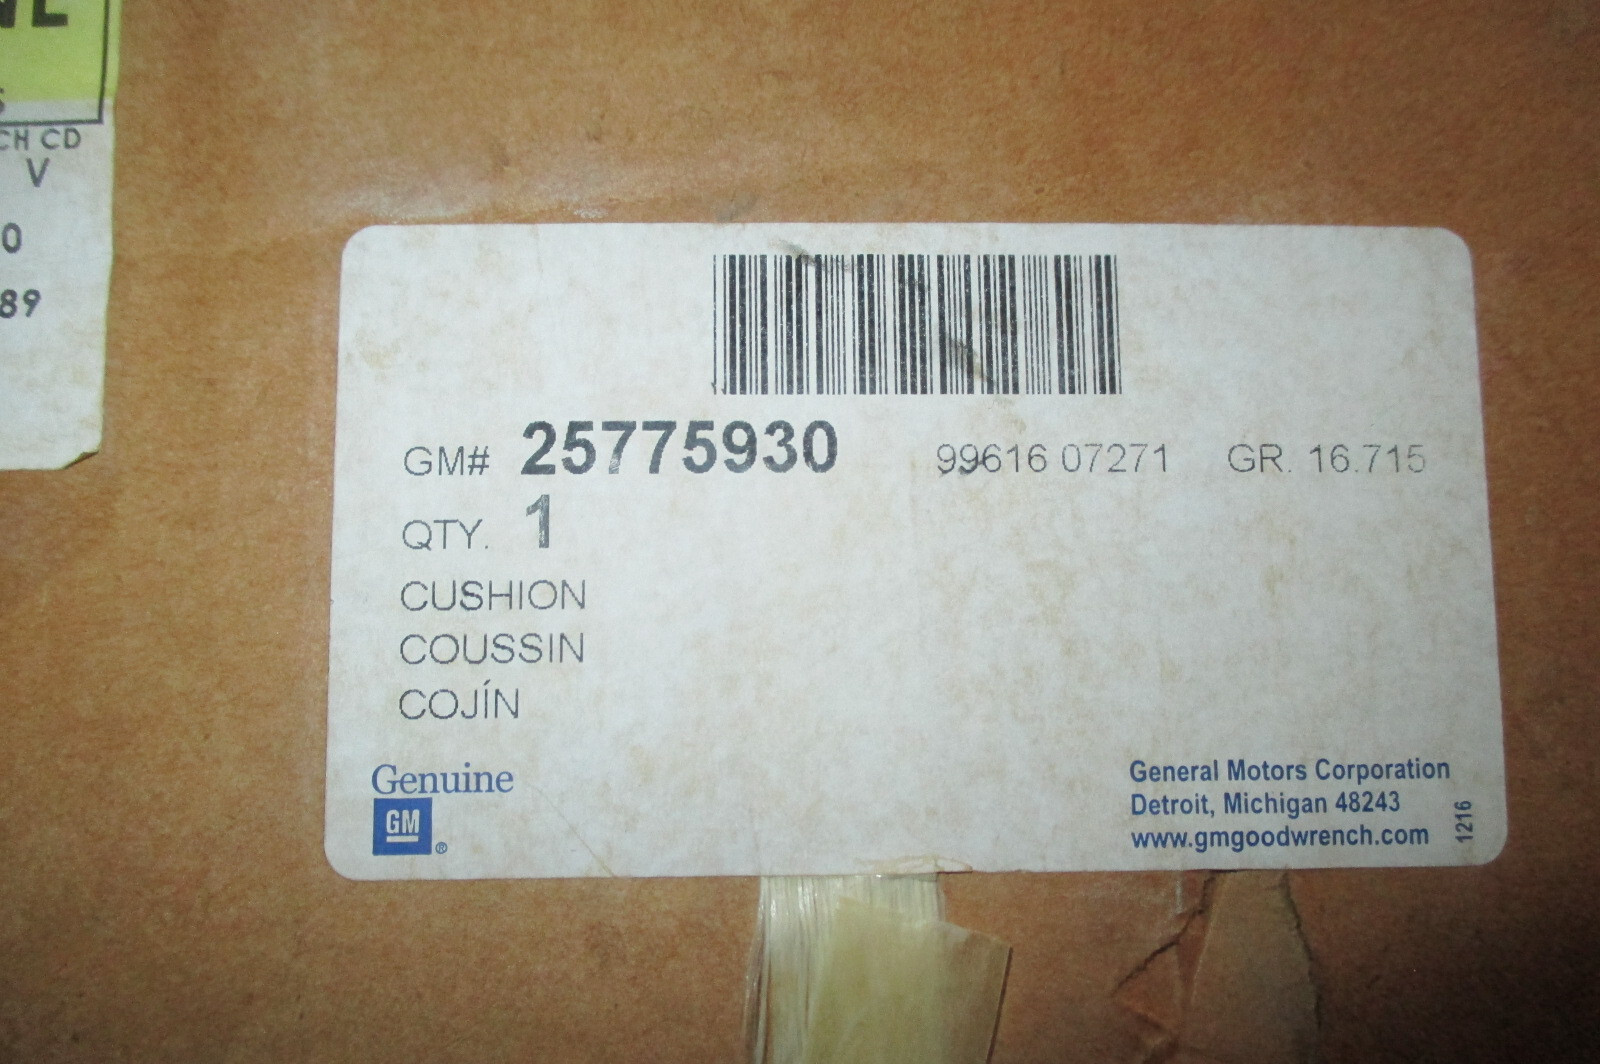 CH CD
V
0
89
GM# 25775930 99616 07271 GR. 16.715
QTY. 1
CUSHION
COUSSIN
COJÍN
Genuine
GM ®
General Motors Corporation
Detroit, Michigan 48243
www.gmgoodwrench.com
1216